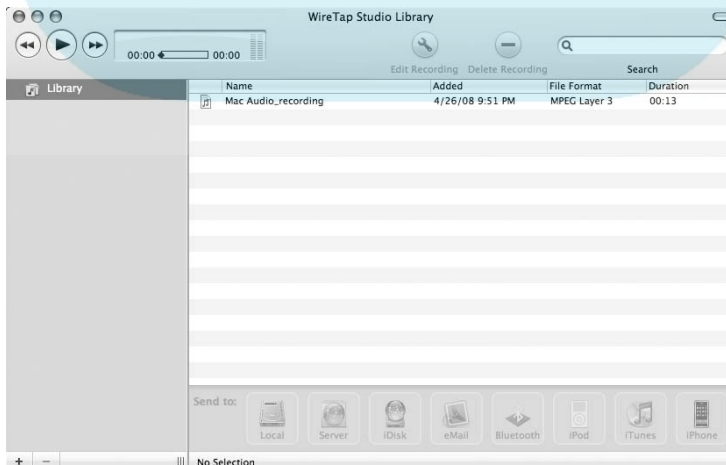 WireTap Studio Library
00:00 00:00
Edit Recording Delete Recording Search
Library
Name Added File Format Duration
Mac Audio_recording 4/26/08 9:51 PM MPEG Layer 3 00:13
Send to:
Local Server iDisk eMail Bluetooth iPod iTunes iPhone
+ − No Selection